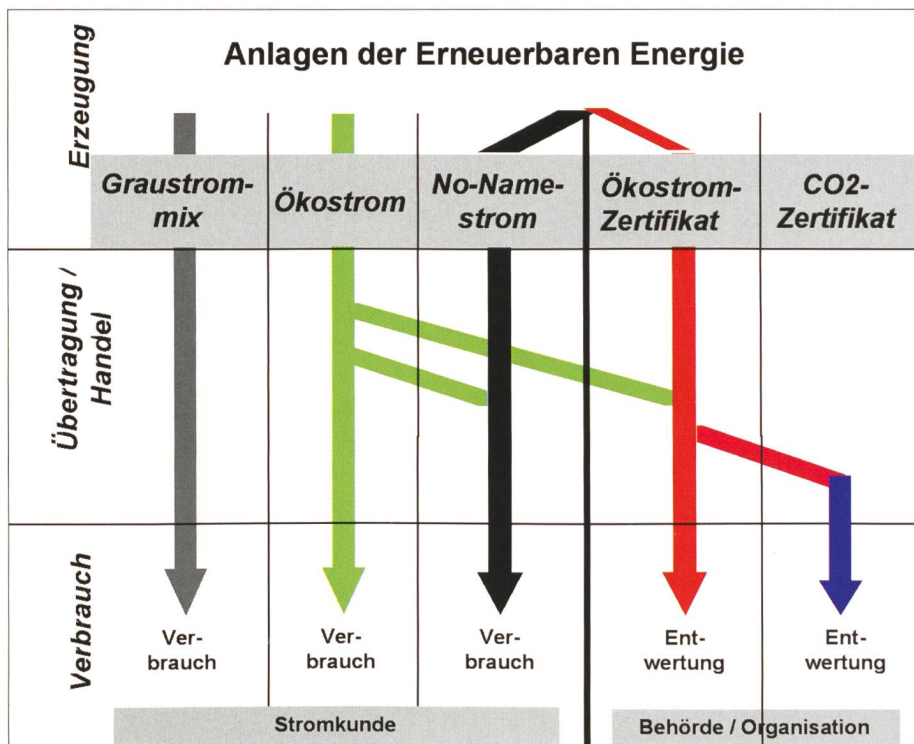 Anlagen der Erneuerbaren Energie
Erzeugung
Graustrom-
mix
Ökostrom
No-Name-
strom
Ökostrom-
Zertifikat
CO2-
Zertifikat
Übertragung /
Handel
Verbrauch
Ver-
brauch
Ver-
brauch
Ver-
brauch
Ent-
wertung
Ent-
wertung
Stromkunde
Behörde / Organisation